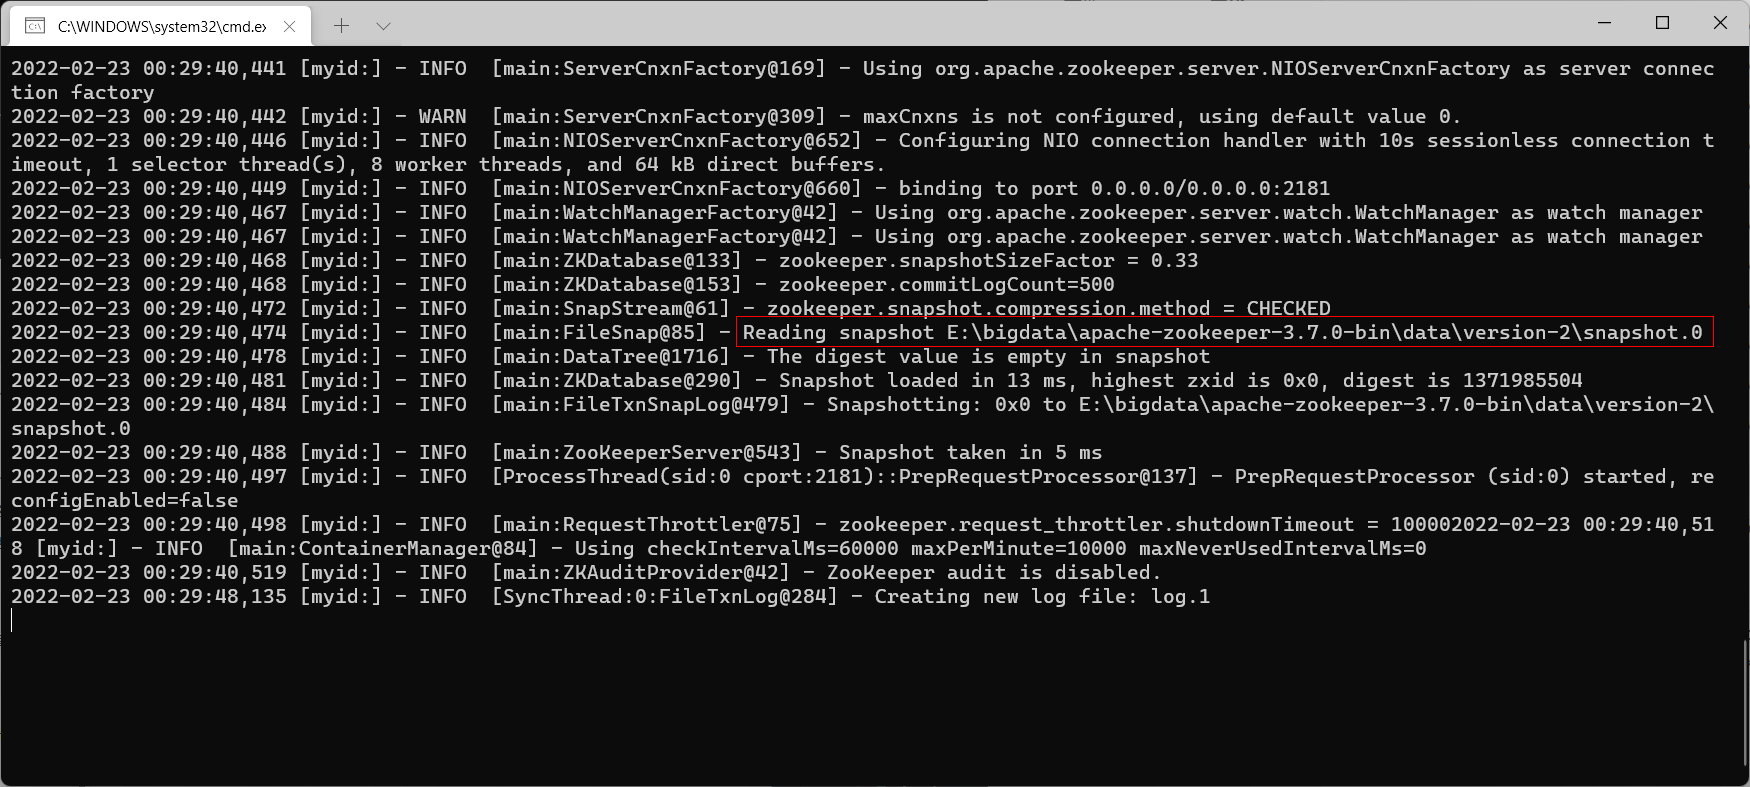 C:\WINDOWS\system32\cmd.ex
2022-02-23 00:29:40,441 [myid:] - INFO  [main:ServerCnxnFactory@169] - Using org.apache.zookeeper.server.NIOServerCnxnFactory as server connec
tion factory
2022-02-23 00:29:40,442 [myid:] - WARN  [main:ServerCnxnFactory@309] - maxCnxns is not configured, using default value 0.
2022-02-23 00:29:40,446 [myid:] - INFO  [main:NIOServerCnxnFactory@652] - Configuring NIO connection handler with 10s sessionless connection t
imeout, 1 selector thread(s), 8 worker threads, and 64 kB direct buffers.
2022-02-23 00:29:40,449 [myid:] - INFO  [main:NIOServerCnxnFactory@660] - binding to port 0.0.0.0/0.0.0.0:2181
2022-02-23 00:29:40,467 [myid:] - INFO  [main:WatchManagerFactory@42] - Using org.apache.zookeeper.server.watch.WatchManager as watch manager
2022-02-23 00:29:40,467 [myid:] - INFO  [main:WatchManagerFactory@42] - Using org.apache.zookeeper.server.watch.WatchManager as watch manager
2022-02-23 00:29:40,468 [myid:] - INFO  [main:ZKDatabase@133] - zookeeper.snapshotSizeFactor = 0.33
2022-02-23 00:29:40,468 [myid:] - INFO  [main:ZKDatabase@153] - zookeeper.commitLogCount=500
2022-02-23 00:29:40,472 [myid:] - INFO  [main:SnapStream@61] - zookeeper.snapshot.compression.method = CHECKED
2022-02-23 00:29:40,474 [myid:] - INFO  [main:FileSnap@85] - Reading snapshot E:\bigdata\apache-zookeeper-3.7.0-bin\data\version-2\snapshot.0
2022-02-23 00:29:40,478 [myid:] - INFO  [main:DataTree@1716] - The digest value is empty in snapshot
2022-02-23 00:29:40,481 [myid:] - INFO  [main:ZKDatabase@290] - Snapshot loaded in 13 ms, highest zxid is 0x0, digest is 1371985504
2022-02-23 00:29:40,484 [myid:] - INFO  [main:FileTxnSnapLog@479] - Snapshotting: 0x0 to E:\bigdata\apache-zookeeper-3.7.0-bin\data\version-2\
snapshot.0
2022-02-23 00:29:40,488 [myid:] - INFO  [main:ZooKeeperServer@543] - Snapshot taken in 5 ms
2022-02-23 00:29:40,497 [myid:] - INFO  [ProcessThread(sid:0 cport:2181)::PrepRequestProcessor@137] - PrepRequestProcessor (sid:0) started, re
configEnabled=false
2022-02-23 00:29:40,498 [myid:] - INFO  [main:RequestThrottler@75] - zookeeper.request_throttler.shutdownTimeout = 100002022-02-23 00:29:40,51
8 [myid:] - INFO  [main:ContainerManager@84] - Using checkIntervalMs=60000 maxPerMinute=10000 maxNeverUsedIntervalMs=0
2022-02-23 00:29:40,519 [myid:] - INFO  [main:ZKAuditProvider@42] - ZooKeeper audit is disabled.
2022-02-23 00:29:48,135 [myid:] - INFO  [SyncThread:0:FileTxnLog@284] - Creating new log file: log.1